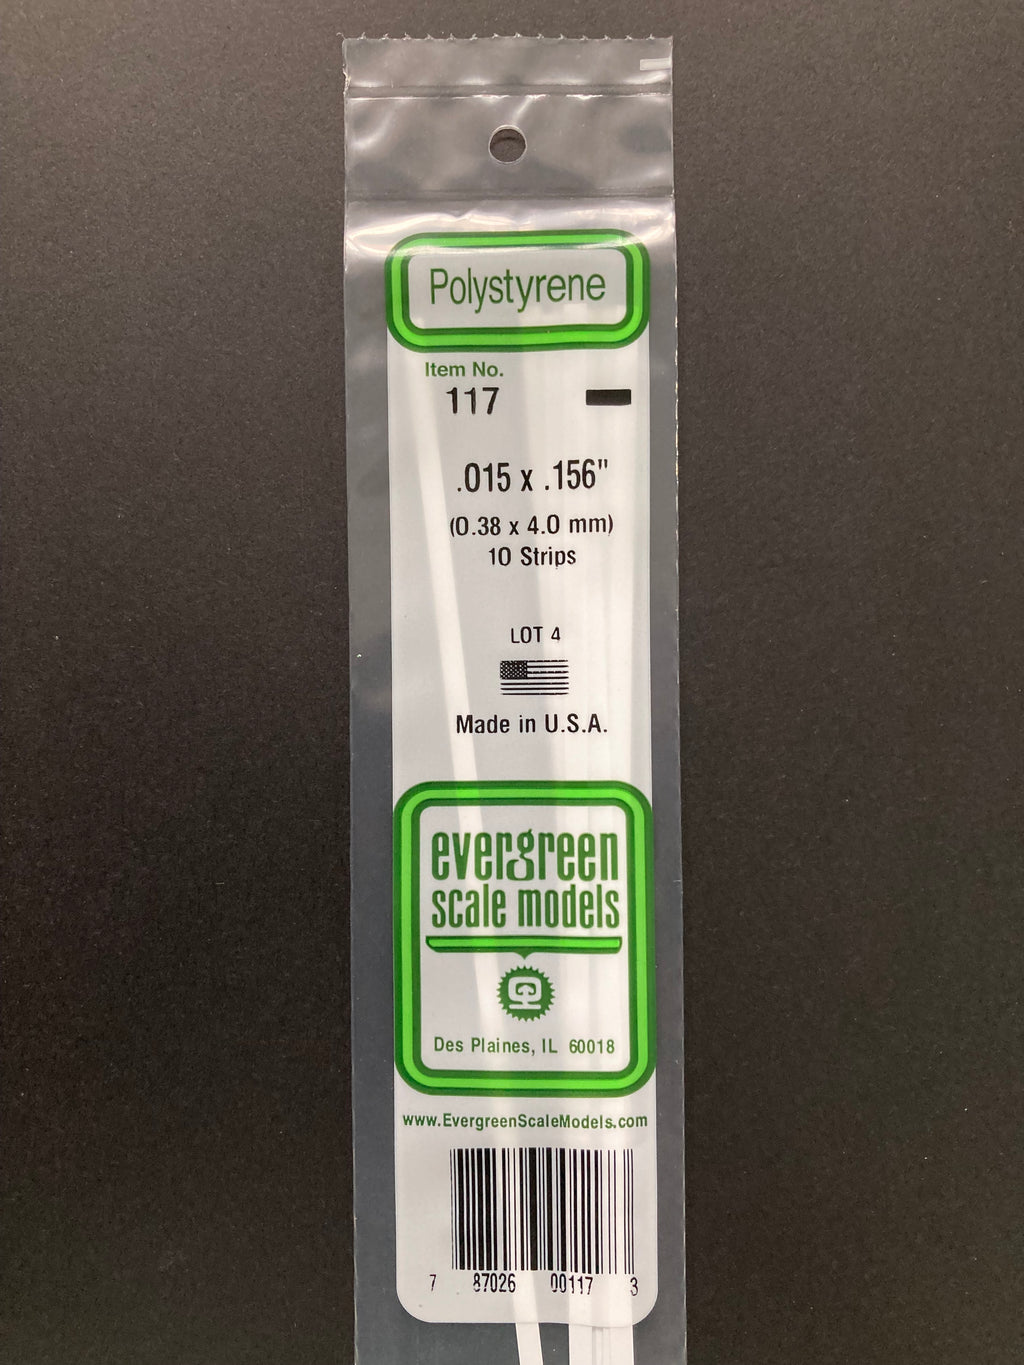 Polystyrene
Item No.
117
.015 x .156"
(0.38 x 4.0 mm)
10 Strips
LOT 4
Made in U.S.A.
evergreen
scale models
Des Plaines, IL 60018
www.EvergreenScaleModels.com
7 87026 00117 3